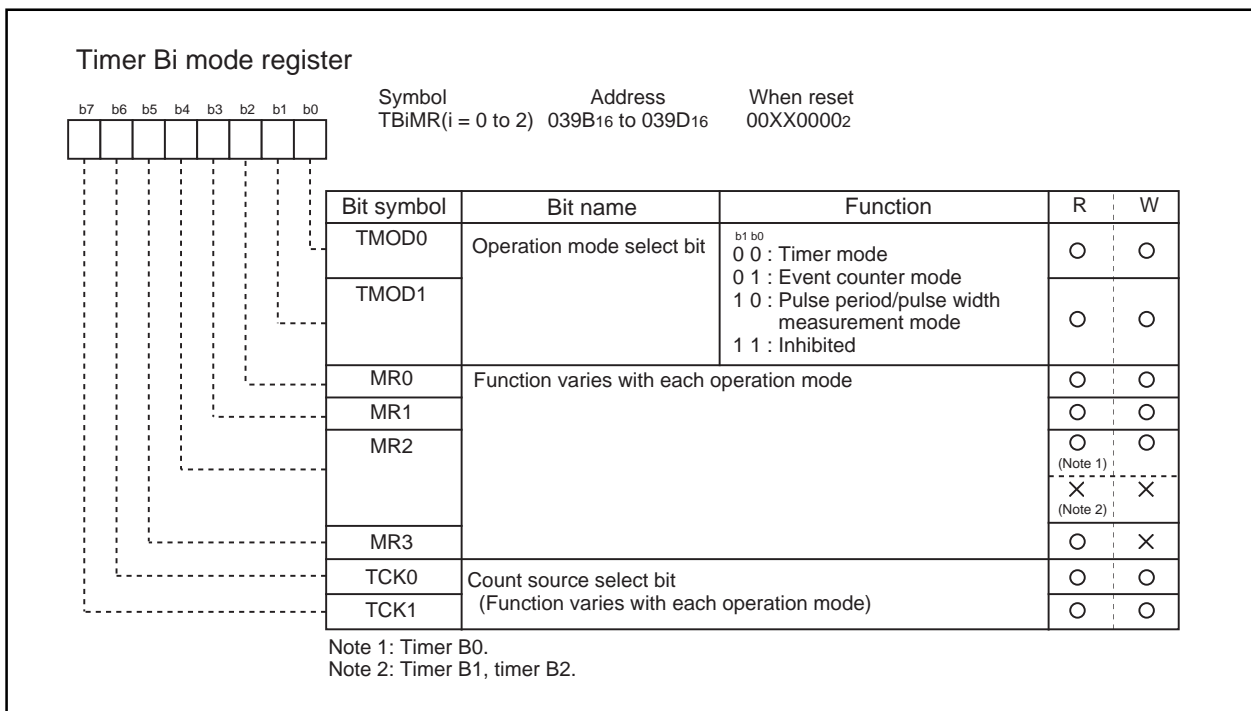 Timer Bi mode register
Symbol Address When reset
TBiMR(i = 0 to 2) 039B16 to 039D16 00XX00002
b7 b6 b5 b4 b3 b2 b1 b0
Bit symbol Bit name Function R W
TMOD0 Operation mode select bit b1 b0
0 0 : Timer mode
0 1 : Event counter mode
TMOD1 1 0 : Pulse period/pulse width
measurement mode
1 1 : Inhibited
MR0 Function varies with each operation mode
MR1
MR2
(Note 1)
(Note 2)
MR3
TCK0 Count source select bit
(Function varies with each operation mode)
TCK1
Note 1: Timer B0.
Note 2: Timer B1, timer B2.